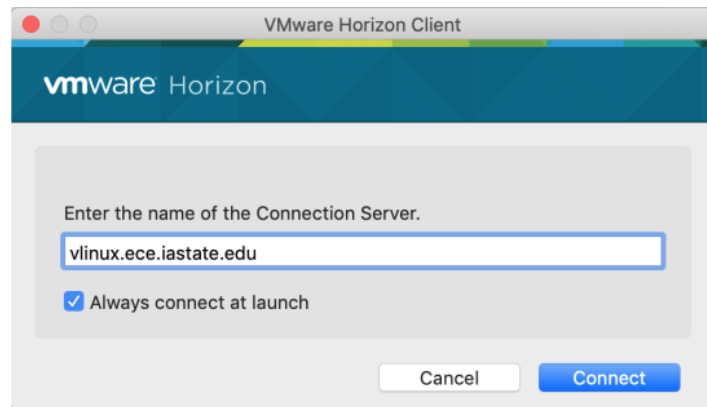 VMware Horizon Client
vmware Horizon
Enter the name of the Connection Server.
vlinux.ece.iastate.edu
Always connect at launch
Cancel Connect